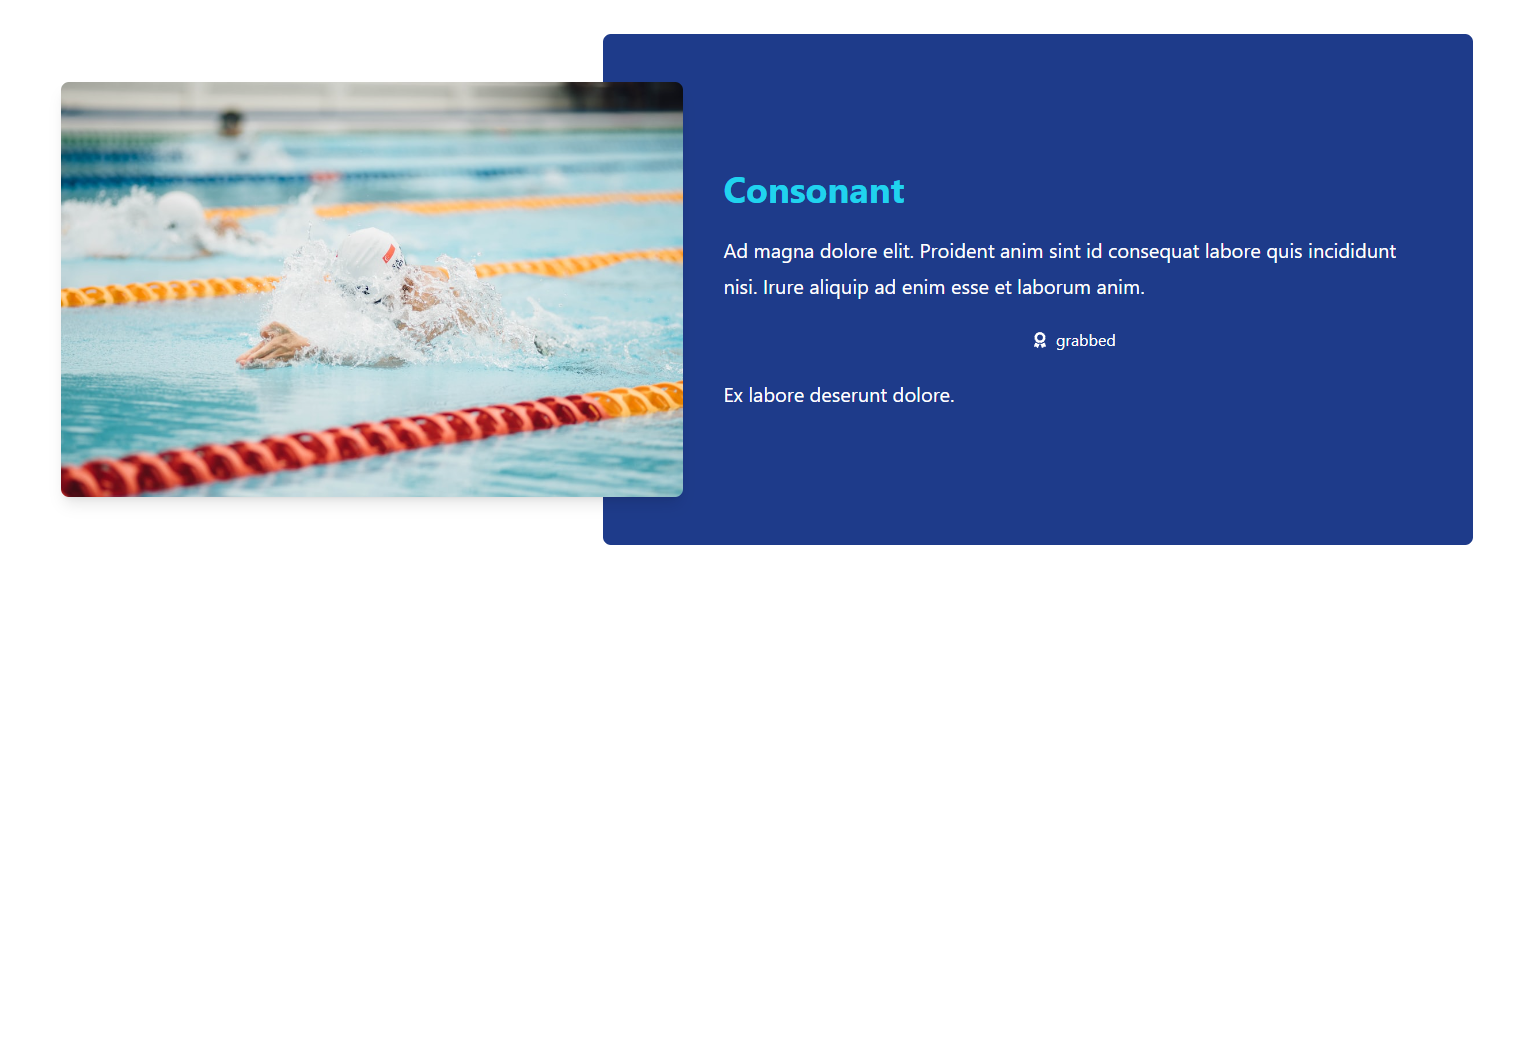 Consonant
Ad magna dolore elit. Proident anim sint id consequat labore quis incididunt
nisi. Irure aliquip ad enim esse et laborum anim.
grabbed
Ex labore deserunt dolore.